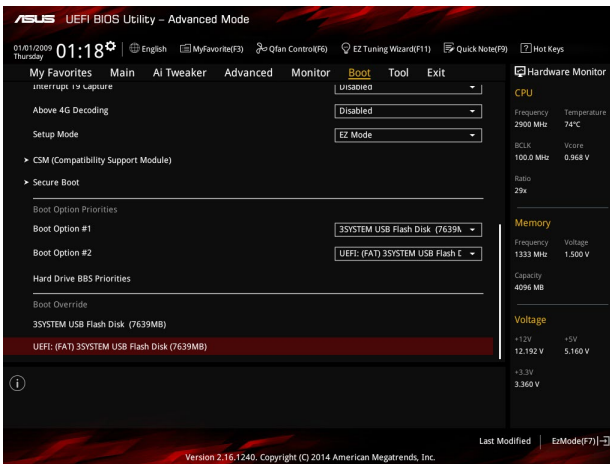 ASUS UEFI BIOS Utility – Advanced Mode
01/01/2009 Thursday 01:18 English MyFavorite(F3) Qfan Control(F6) EZ Tuning Wizard(F11) Quick Note(F9) ? Hot Keys
My Favorites Main Ai Tweaker Advanced Monitor Boot Tool Exit
Interrupt 19 Capture Disabled
Above 4G Decoding Disabled
Setup Mode EZ Mode
> CSM (Compatibility Support Module)
> Secure Boot
Boot Option Priorities
Boot Option #1 3SYSTEM USB Flash Disk (7639M
Boot Option #2 UEFI: (FAT) 3SYSTEM USB Flash D
Hard Drive BBS Priorities
Boot Override
3SYSTEM USB Flash Disk (7639MB)
UEFI: (FAT) 3SYSTEM USB Flash Disk (7639MB)
i
Hardware Monitor
CPU
Frequency Temperature
2900 MHz 74°C
BCLK Vcore
100.0 MHz 0.968 V
Ratio
29x
Memory
Frequency Voltage
1333 MHz 1.500 V
Capacity
4096 MB
Voltage
+12V +5V
12.192 V 5.160 V
+3.3V
3.360 V
Last Modified EzMode(F7)
Version 2.16.1240. Copyright (C) 2014 American Megatrends, Inc.